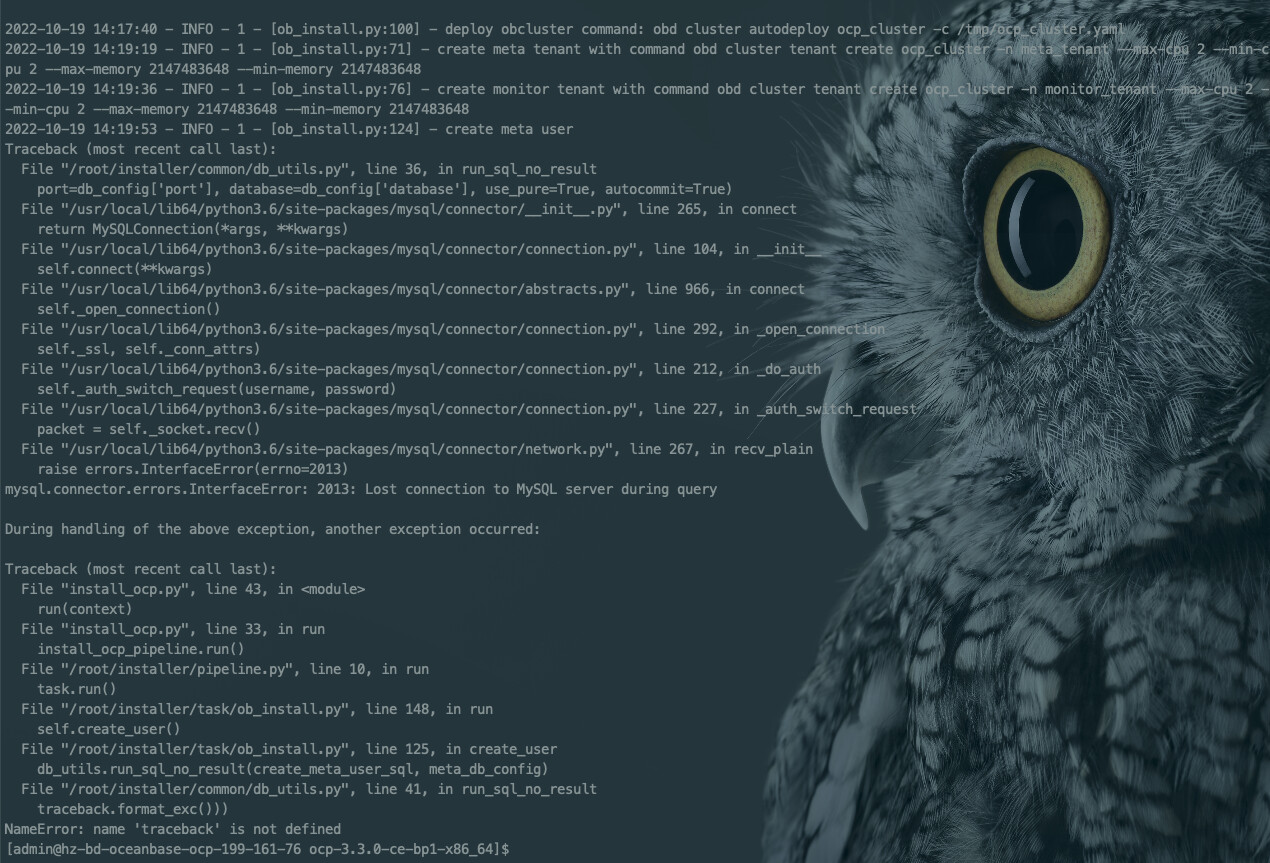 2022-10-19 14:17:40 - INFO - 1 - [ob_install.py:100] - deploy obcluster command: obd cluster autodeploy ocp_cluster -c /tmp/ocp_cluster.yaml
2022-10-19 14:19:19 - INFO - 1 - [ob_install.py:71] - create meta tenant with command obd cluster tenant create ocp_cluster -n meta_tenant --max-cpu 2 --min-c
pu 2 --max-memory 2147483648 --min-memory 2147483648
2022-10-19 14:19:36 - INFO - 1 - [ob_install.py:76] - create monitor tenant with command obd cluster tenant create ocp_cluster -n monitor_tenant --max-cpu 2 -
-min-cpu 2 --max-memory 2147483648 --min-memory 2147483648
2022-10-19 14:19:53 - INFO - 1 - [ob_install.py:124] - create meta user
Traceback (most recent call last):
  File "/root/installer/common/db_utils.py", line 36, in run_sql_no_result
    port=db_config['port'], database=db_config['database'], use_pure=True, autocommit=True)
  File "/usr/local/lib64/python3.6/site-packages/mysql/connector/__init__.py", line 265, in connect
    return MySQLConnection(*args, **kwargs)
  File "/usr/local/lib64/python3.6/site-packages/mysql/connector/connection.py", line 104, in __init__
    self.connect(**kwargs)
  File "/usr/local/lib64/python3.6/site-packages/mysql/connector/abstracts.py", line 966, in connect
    self._open_connection()
  File "/usr/local/lib64/python3.6/site-packages/mysql/connector/connection.py", line 292, in _open_connection
    self._ssl, self._conn_attrs)
  File "/usr/local/lib64/python3.6/site-packages/mysql/connector/connection.py", line 212, in _do_auth
    self._auth_switch_request(username, password)
  File "/usr/local/lib64/python3.6/site-packages/mysql/connector/connection.py", line 227, in _auth_switch_request
    packet = self._socket.recv()
  File "/usr/local/lib64/python3.6/site-packages/mysql/connector/network.py", line 267, in recv_plain
    raise errors.InterfaceError(errno=2013)
mysql.connector.errors.InterfaceError: 2013: Lost connection to MySQL server during query

During handling of the above exception, another exception occurred:

Traceback (most recent call last):
  File "install_ocp.py", line 43, in <module>
    run(context)
  File "install_ocp.py", line 33, in run
    install_ocp_pipeline.run()
  File "/root/installer/pipeline.py", line 10, in run
    task.run()
  File "/root/installer/task/ob_install.py", line 148, in run
    self.create_user()
  File "/root/installer/task/ob_install.py", line 125, in create_user
    db_utils.run_sql_no_result(create_meta_user_sql, meta_db_config)
  File "/root/installer/common/db_utils.py", line 41, in run_sql_no_result
    traceback.format_exc()))
NameError: name 'traceback' is not defined
[admin@hz-bd-oceanbase-ocp-199-161-76 ocp-3.3.0-ce-bp1-x86_64]$